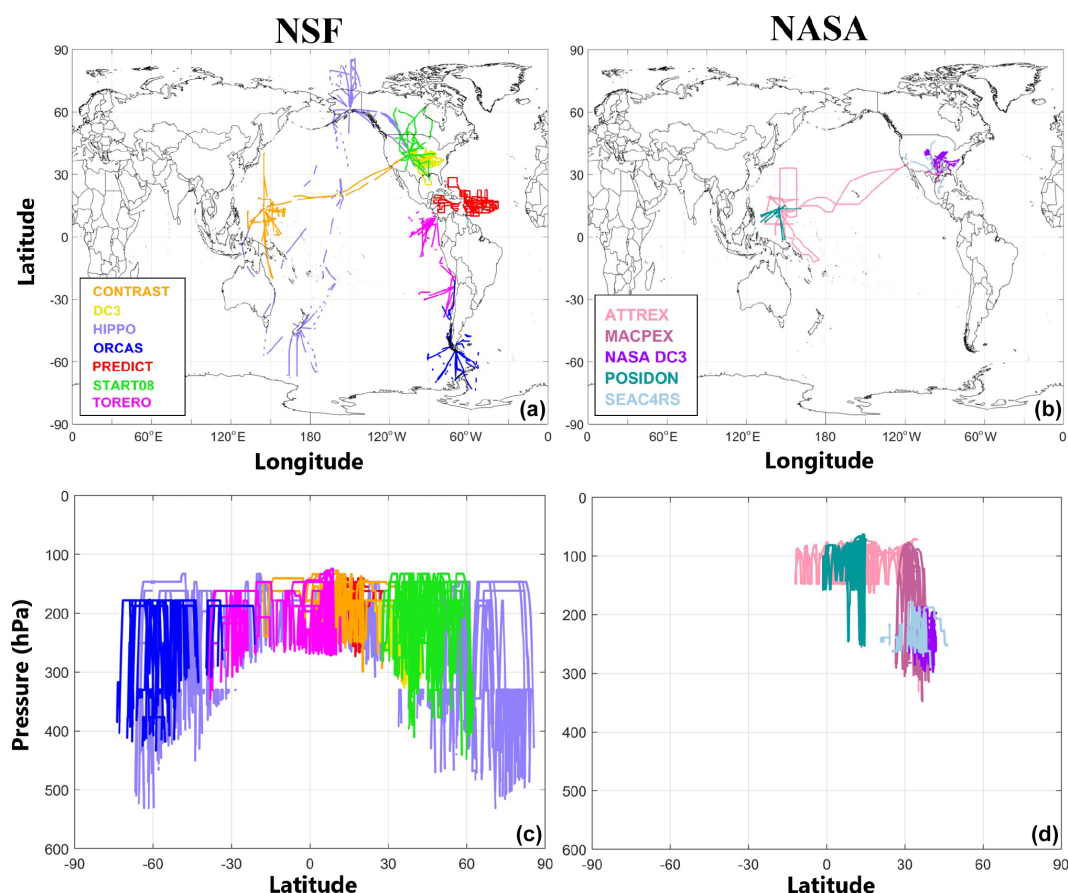 NSF
NASA
90
60
30
0
-30
-60
-90
Latitude
CONTRAST
DC3
HIPPO
ORCAS
PREDICT
START08
TORERO
(a)
0 60°E 120°E 180 120°W 60°W 0
Longitude
90
60
30
0
-30
-60
-90
ATTREX
MACPEX
NASA DC3
POSIDON
SEAC4RS
(b)
0 60°E 120°E 180 120°W 60°W 0
Longitude
0
100
200
300
400
500
600
Pressure (hPa)
(c)
-90 -60 -30 0 30 60 90
Latitude
0
100
200
300
400
500
600
(d)
-90 -60 -30 0 30 60 90
Latitude